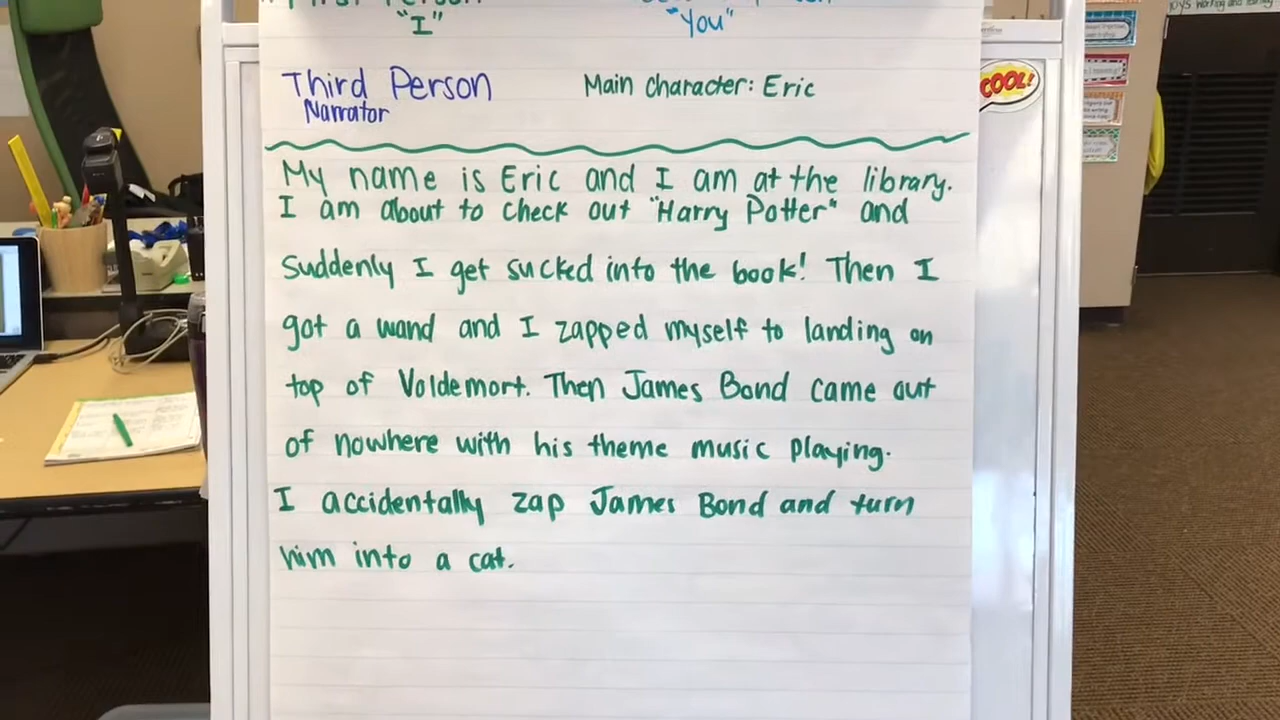 "I"
"You"
Third Person
Main character: Eric
Narrator
My name is Eric and I am at the library.
I am about to check out "Harry Potter" and
suddenly I get sucked into the book! Then I
got a wand and I zapped myself to landing on
top of Voldemort. Then James Bond came out
of nowhere with his theme music playing.
I accidentally zap James Bond and turn
him into a cat.
COOL!